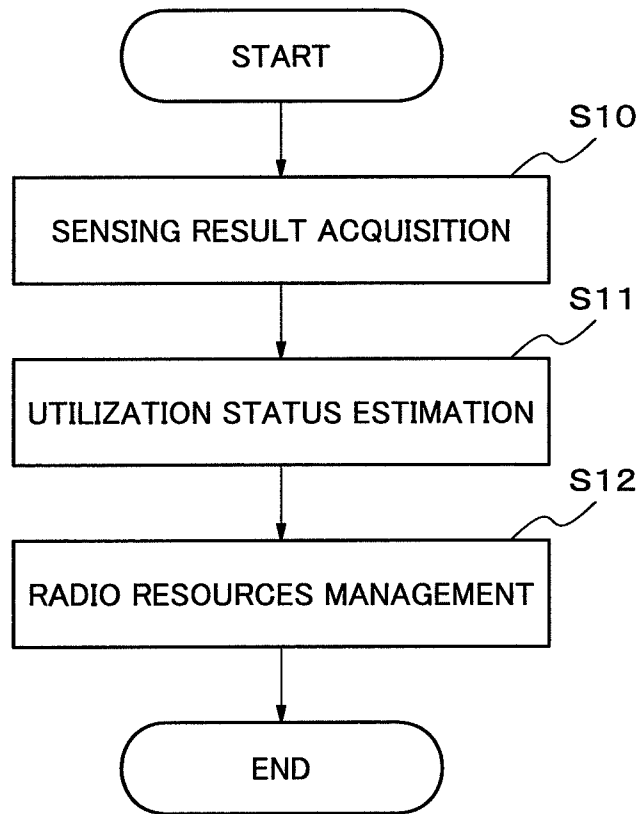 START
S10
SENSING RESULT ACQUISITION
S11
UTILIZATION STATUS ESTIMATION
S12
RADIO RESOURCES MANAGEMENT
END